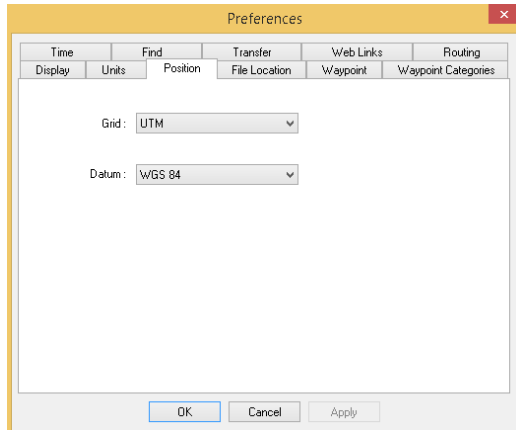 Preferences
Time Find Transfer Web Links Routing
Display Units Position File Location Waypoint Waypoint Categories
Grid : UTM
Datum : WGS 84
OK Cancel Apply